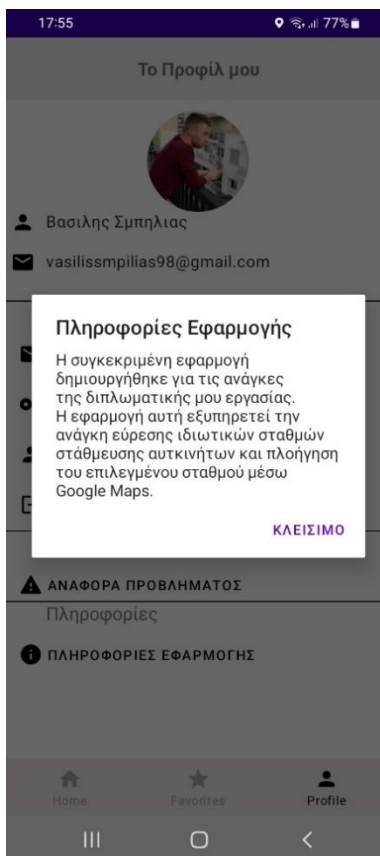 17:55
77%
Το Προφίλ μου
Βασιλης Σμπηλιας
vasilissmpilias98@gmail.com
Πληροφορίες Εφαρμογής
Η συγκεκριμένη εφαρμογή
δημιουργήθηκε για τις ανάγκες
της διπλωματικής μου εργασίας.
Η εφαρμογή αυτή εξυπηρετεί την
ανάγκη εύρεσης ιδιωτικών σταθμών
στάθμευσης αυτκινήτων και πλοήγηση
του επιλεγμένου σταθμού μέσω
Google Maps.
ΚΛΕΙΣΙΜΟ
ΑΝΑΦΟΡΑ ΠΡΟΒΛΗΜΑΤΟΣ
Πληροφορίες
ΠΛΗΡΟΦΟΡΙΕΣ ΕΦΑΡΜΟΓΗΣ
Home Favorites Profile